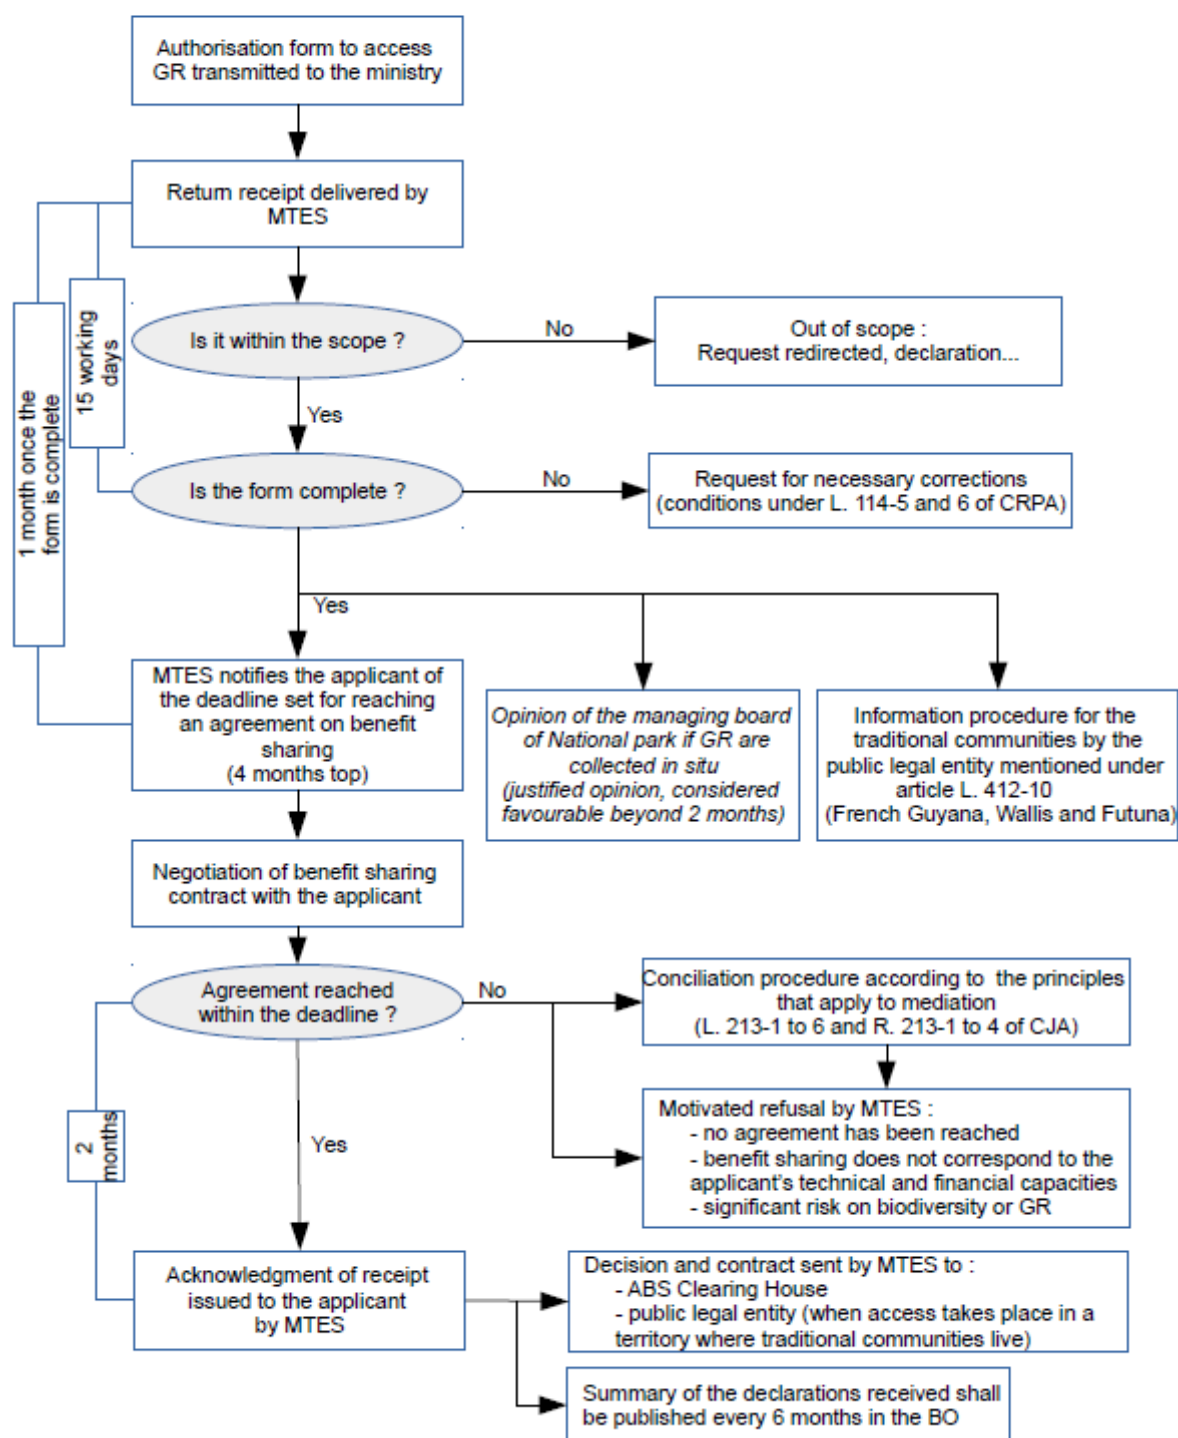 Authorisation form to access
GR transmitted to the ministry
Return receipt delivered by
MTES
1 month once the
form is complete
15 working
days
Is it within the scope ?
No
Out of scope :
Request redirected, declaration...
Yes
Is the form complete ?
No
Request for necessary corrections
(conditions under L. 114-5 and 6 of CRPA)
Yes
MTES notifies the applicant of
the deadline set for reaching
an agreement on benefit
sharing
(4 months top)
Opinion of the managing board
of National park if GR are
collected in situ
(justified opinion, considered
favourable beyond 2 months)
Information procedure for the
traditional communities by the
public legal entity mentioned under
article L. 412-10
(French Guyana, Wallis and Futuna)
Negotiation of benefit sharing
contract with the applicant
Agreement reached
within the deadline ?
No
Conciliation procedure according to the principles
that apply to mediation
(L. 213-1 to 6 and R. 213-1 to 4 of CJA)
Motivated refusal by MTES :
- no agreement has been reached
- benefit sharing does not correspond to the
applicant's technical and financial capacities
- significant risk on biodiversity or GR
2
months
Yes
Acknowledgment of receipt
issued to the applicant
by MTES
Decision and contract sent by MTES to :
- ABS Clearing House
- public legal entity (when access takes place in a
territory where traditional communities live)
Summary of the declarations received shall
be published every 6 months in the BO